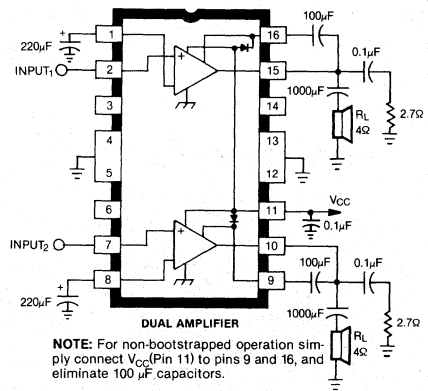 100µF
220µF
+
1
16
0.1µF
INPUT1
2
+
15
1000µF
RL
4Ω
2.7Ω
3
14
4
13
5
12
6
11
VCC
0.1µF
INPUT2
7
+
10
100µF
0.1µF
8
9
220µF
+
1000µF
RL
4Ω
2.7Ω
DUAL AMPLIFIER
NOTE: For non-bootstrapped operation sim-
ply connect VCC(Pin 11) to pins 9 and 16, and
eliminate 100 µF capacitors.